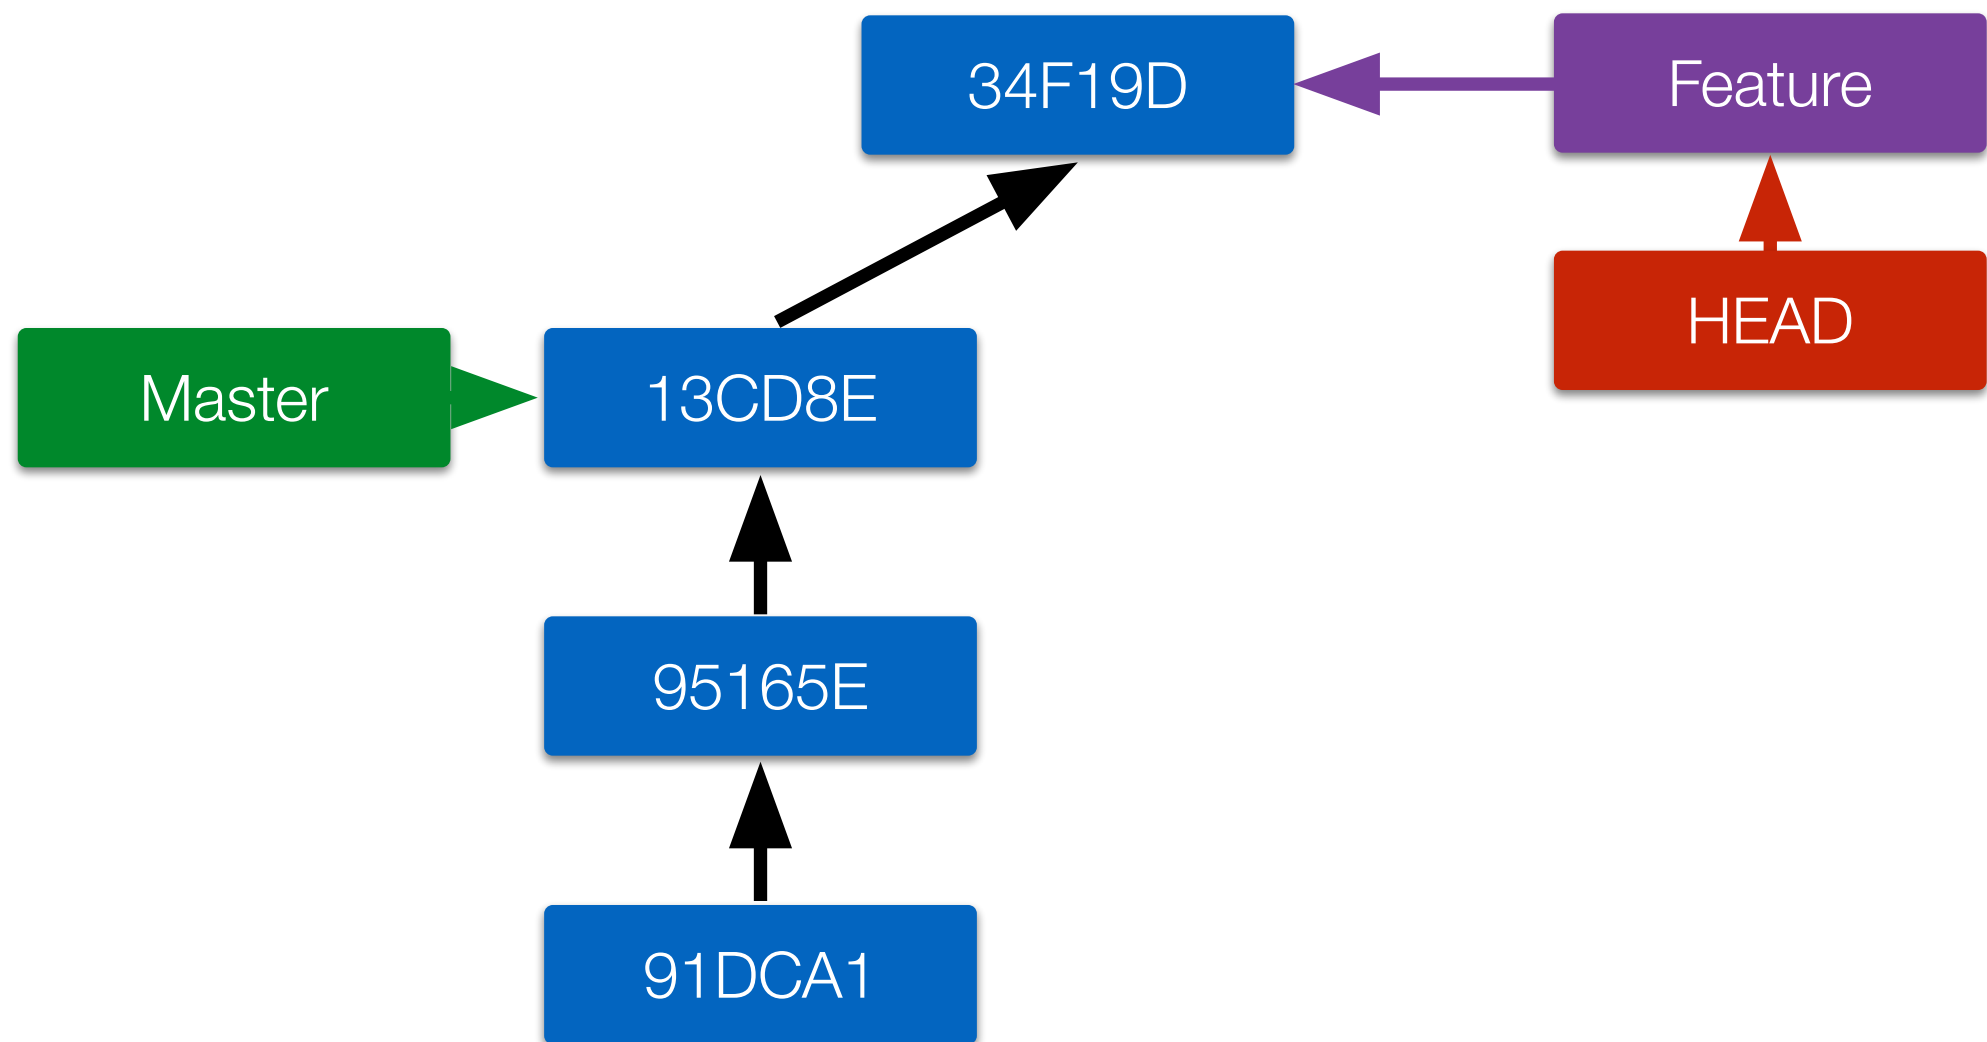 34F19D
Feature
HEAD
Master
13CD8E
95165E
91DCA1